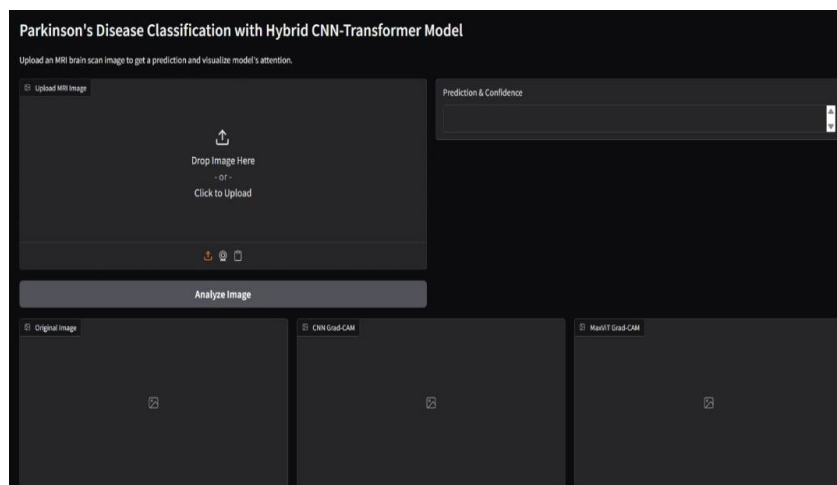 Parkinson's Disease Classification with Hybrid CNN-Transformer Model
Upload an MRI brain scan image to get a prediction and visualize model's attention.
Upload MRI Image
Drop Image Here
- or -
Click to Upload
Prediction & Confidence
Analyze Image
Original Image
CNN Grad-CAM
MaxViT Grad-CAM